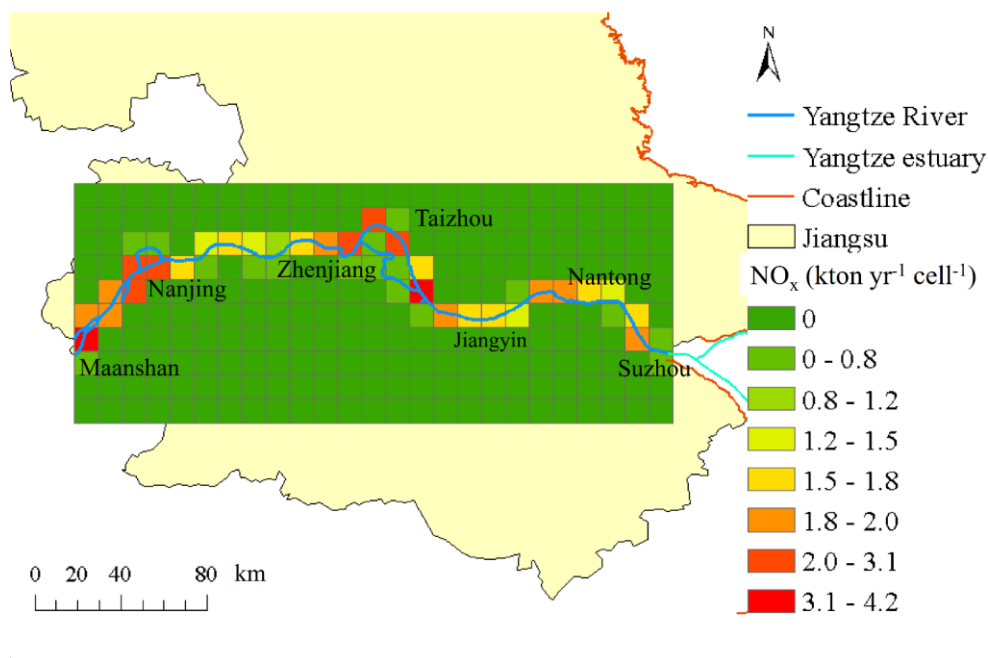 N
Yangtze River
Yangtze estuary
Coastline
Jiangsu
NOx (kton yr-1 cell-1)
0
0 - 0.8
0.8 - 1.2
1.2 - 1.5
1.5 - 1.8
1.8 - 2.0
2.0 - 3.1
3.1 - 4.2
Taizhou
Zhenjiang
Nantong
Nanjing
Jiangyin
Maanshan
Suzhou
0 20 40 80 km